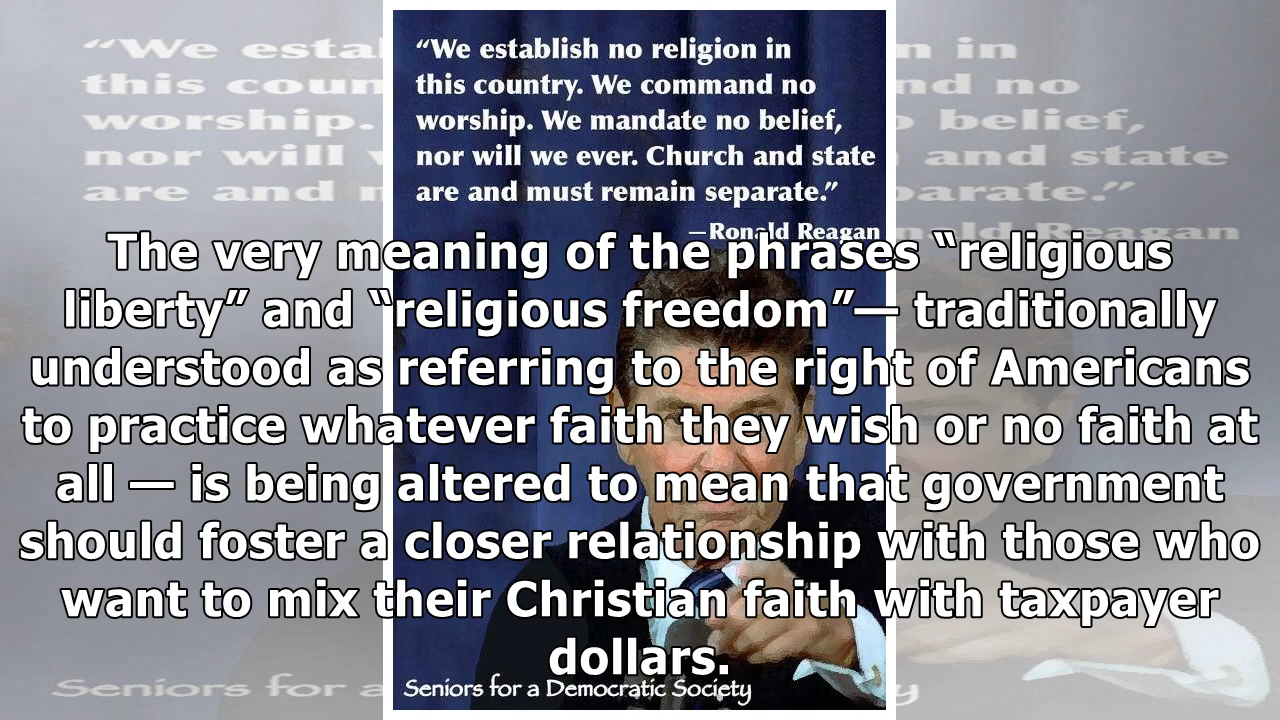 “We establish no religion in
this country. We command no
worship. We mandate no belief,
nor will we ever. Church and state
are and must remain separate.”
—Ronald Reagan
The very meaning of the phrases “religious
liberty” and “religious freedom”— traditionally
understood as referring to the right of Americans
to practice whatever faith they wish or no faith at
all — is being altered to mean that government
should foster a closer relationship with those who
want to mix their Christian faith with taxpayer
dollars.
Seniors for a Democratic Society